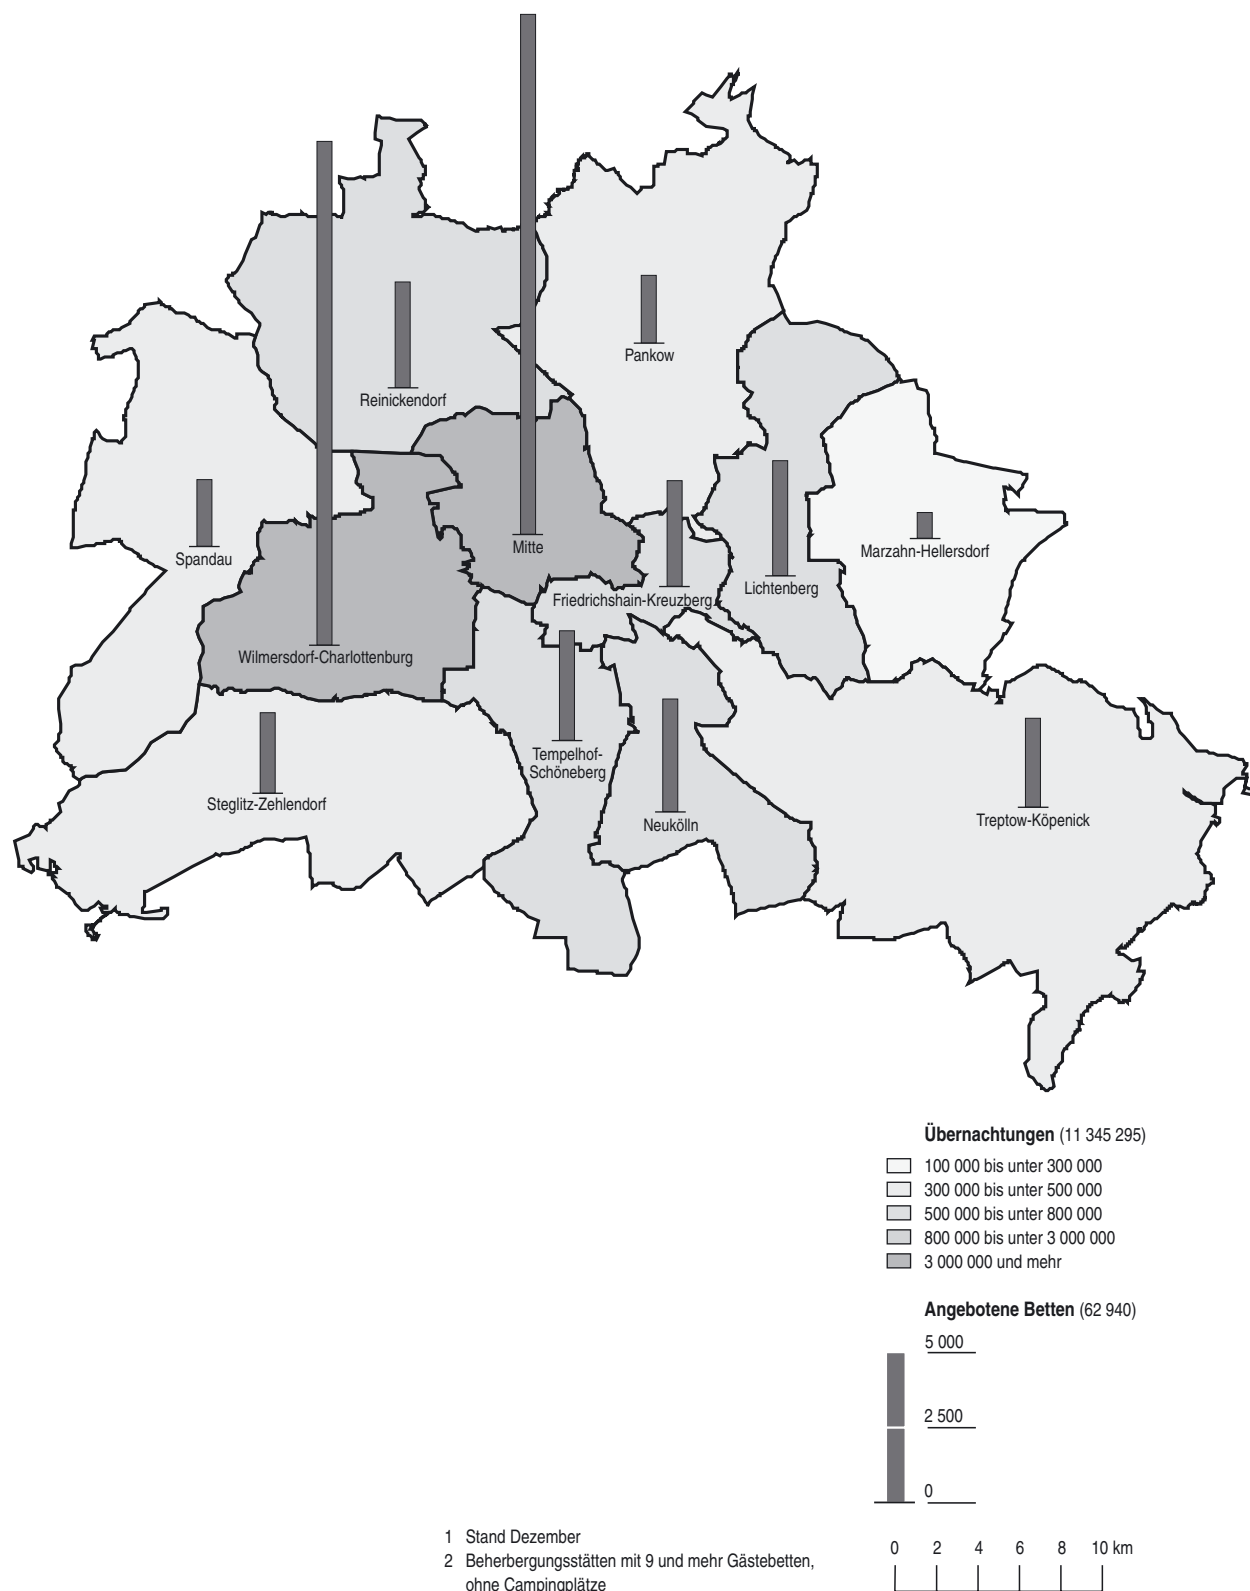 Pankow
Reinickendorf
Mitte
Spandau
Marzahn-Hellersdorf
Lichtenberg
Friedrichshain-Kreuzberg
Wilmersdorf-Charlottenburg
Tempelhof-
Schöneberg
Steglitz-Zehlendorf
Neukölln
Treptow-Köpenick
Übernachtungen (11 345 295)
100 000 bis unter 300 000
300 000 bis unter 500 000
500 000 bis unter 800 000
800 000 bis unter 3 000 000
3 000 000 und mehr
Angebotene Betten (62 940)
5 000
2 500
0
1 Stand Dezember
2 Beherbergungsstätten mit 9 und mehr Gästebetten,
ohne Campingplätze
0 2 4 6 8 10 km